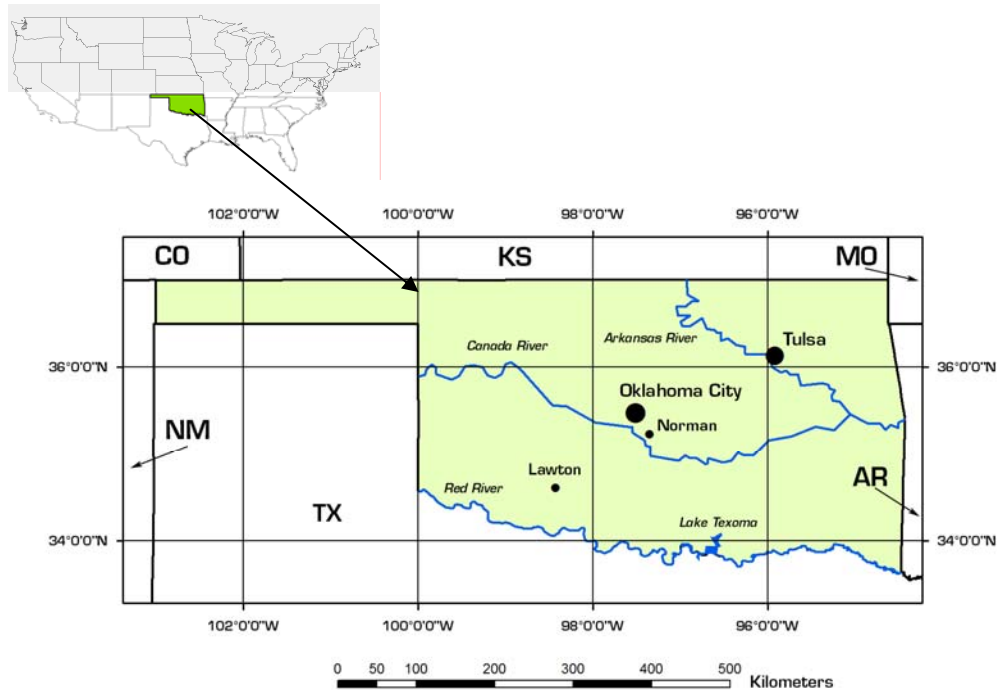 102°0'0"W 100°0'0"W 98°0'0"W 96°0'0"W
CO KS MO
Canada River Arkansas River Tulsa
36°0'0"N 36°0'0"N
Oklahoma City
NM Norman
Lawton AR
Red River
TX Lake Texoma
34°0'0"N 34°0'0"N
102°0'0"W 100°0'0"W 98°0'0"W 96°0'0"W
0 50 100 200 300 400 500
Kilometers